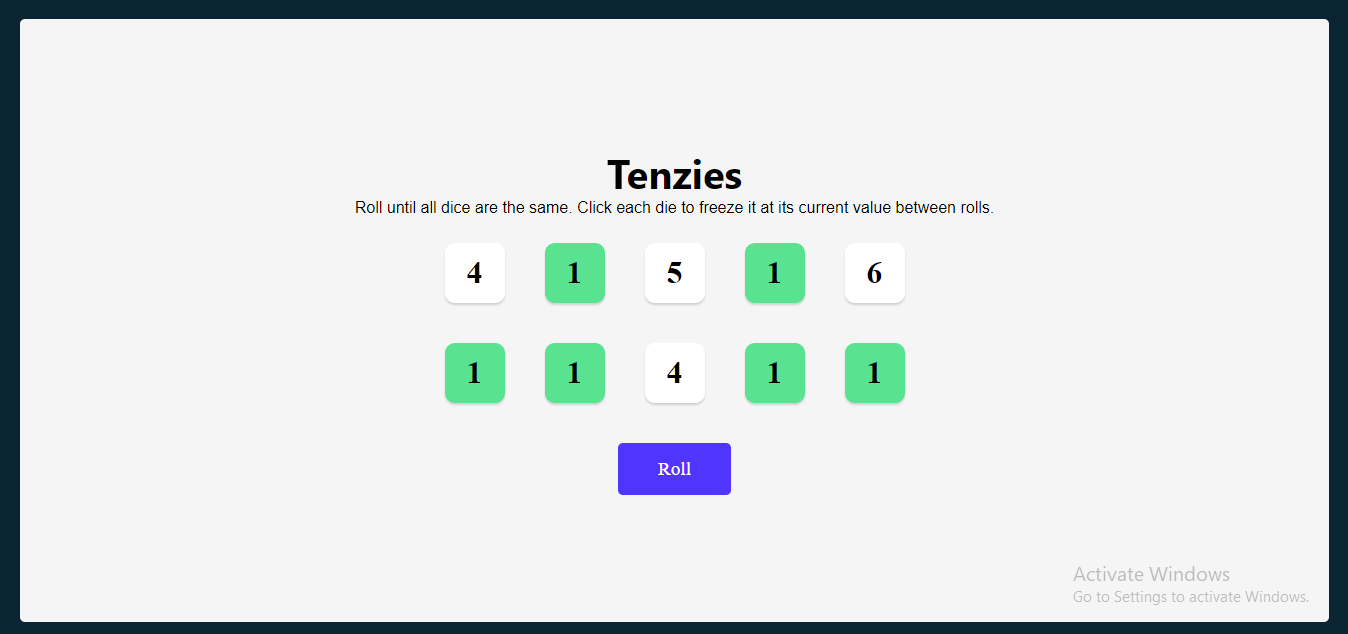 Tenzies
Roll until all dice are the same. Click each die to freeze it at its current value between rolls.
4 1 5 1 6
1 1 4 1 1
Roll
Activate Windows
Go to Settings to activate Windows.